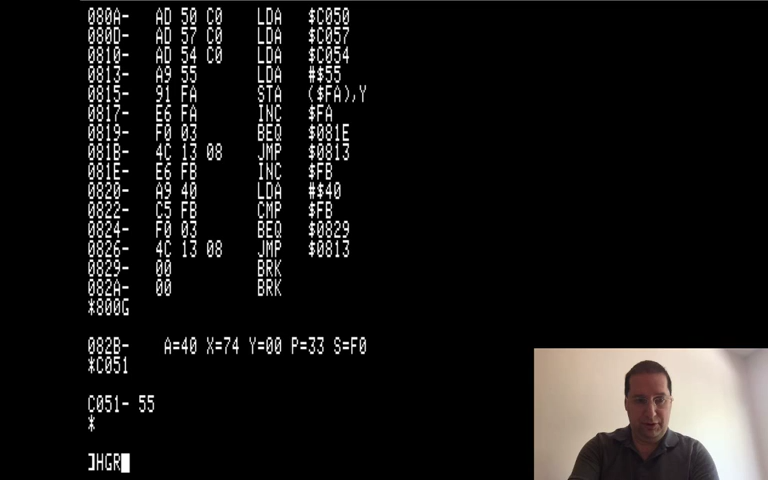 080A-   AD 50 C0    LDA   $C050
080D-   AD 57 C0    LDA   $C057
0810-   AD 54 C0    LDA   $C054
0813-   A9 55       LDA   #$55
0815-   91 FA       STA   ($FA),Y
0817-   E6 FA       INC   $FA
0819-   F0 03       BEQ   $081E
081B-   4C 13 08    JMP   $0813
081E-   E6 FB       INC   $FB
0820-   A9 40       LDA   #$40
0822-   C5 FB       CMP   $FB
0824-   F0 03       BEQ   $0829
0826-   4C 13 08    JMP   $0813
0829-   00          BRK
082A-   00          BRK
*800G
082B-    A=40 X=74 Y=00 P=33 S=F0
*C051
C051- 55
*
]HGR